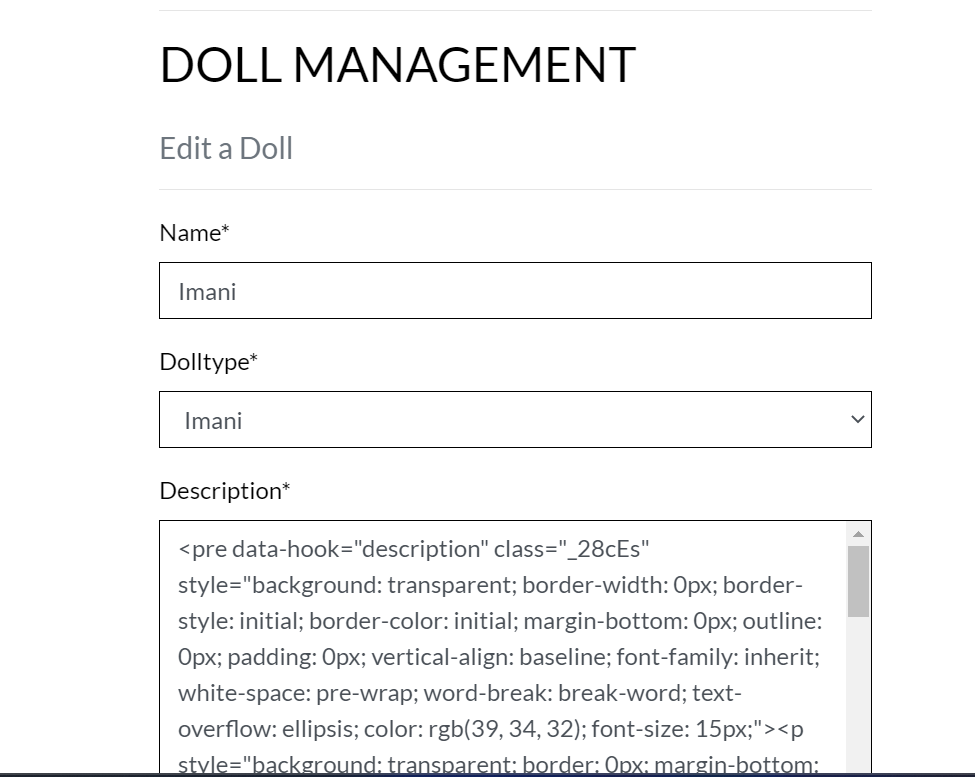 DOLL MANAGEMENT
Edit a Doll
Name*
Imani
Dolltype*
Imani
Description*
<pre data-hook="description" class="_28cEs"
style="background: transparent; border-width: 0px; border-
style: initial; border-color: initial; margin-bottom: 0px; outline:
0px; padding: 0px; vertical-align: baseline; font-family: inherit;
white-space: pre-wrap; word-break: break-word; text-
overflow: ellipsis; color: rgb(39, 34, 32); font-size: 15px;"><p
style="background: transparent; border: 0px; margin-bottom: